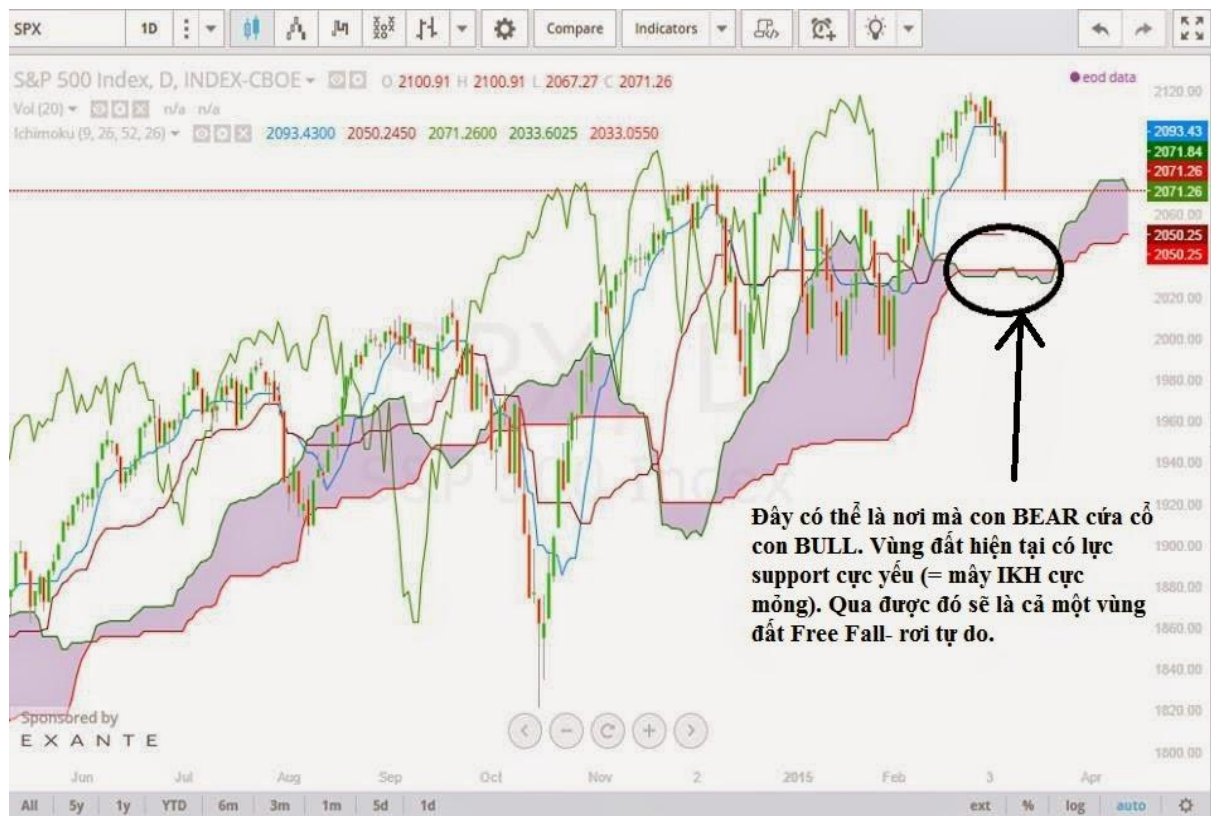 SPX 1D Compare Indicators
S&P 500 Index, D, INDEX-CBOE O 2100.91 H 2100.91 L 2067.27 C 2071.26
eod data
Vol (20) n/a n/a
Ichimoku (9, 26, 52, 26) 2093.4300 2050.2450 2071.2600 2033.6025 2033.0550
2120.00
2093.43
2071.84
2071.26
2071.26
2060.00
2050.25
2050.25
2020.00
2000.00
1980.00
1960.00
1940.00
1920.00
1900.00
1880.00
1860.00
1840.00
1820.00
1800.00
SPX, D
S&P 500 Index
Đây có thể là nơi mà con BEAR cứa cổ
con BULL. Vùng đất hiện tại có lực
support cực yếu (= mây IKH cực
mỏng). Qua được đó sẽ là cả một vùng
đất Free Fall- rơi tự do.
Sponsored by
EXANTE
Jun Jul Aug Sep Oct Nov 2 2015 Feb 3 Apr
All 5y 1y YTD 6m 3m 1m 5d 1d ext % log auto